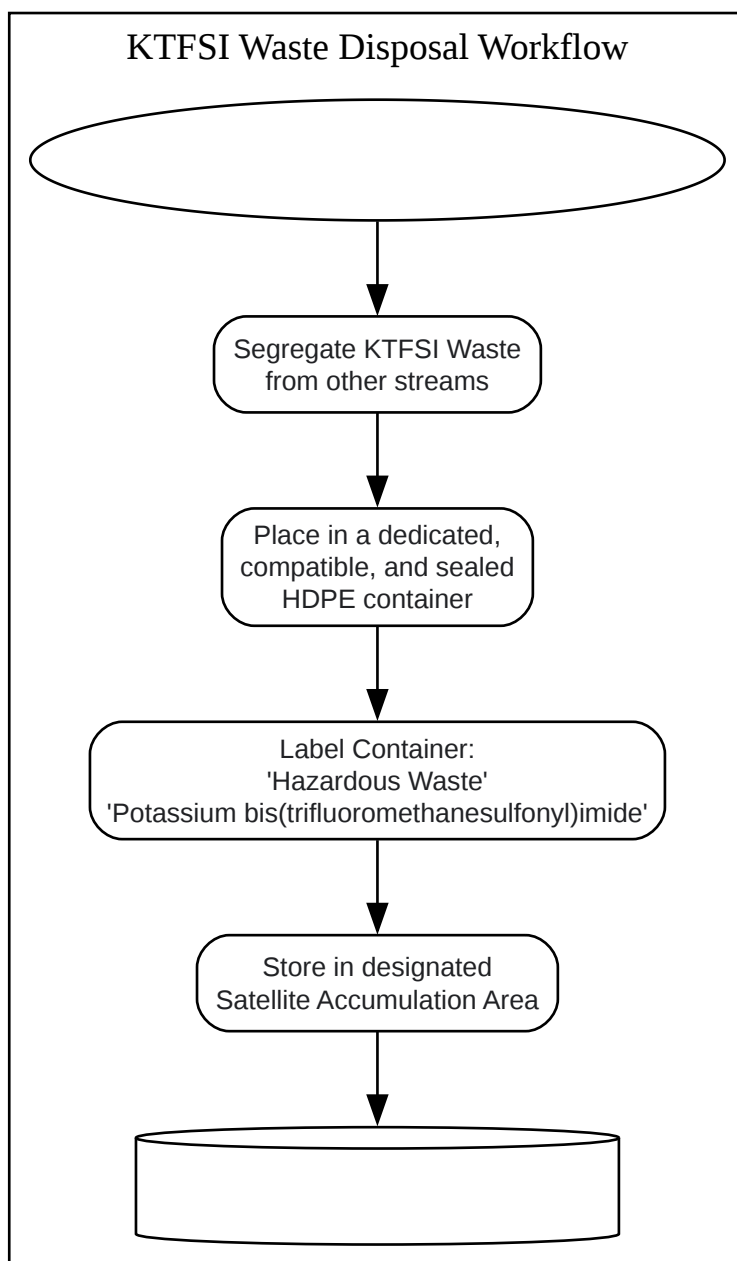 KTFSI Waste Disposal Workflow
Segregate KTFSI Waste
from other streams
Place in a dedicated,
compatible, and sealed
HDPE container
Label Container:
'Hazardous Waste'
'Potassium bis(trifluoromethanesulfonyl)imide'
Store in designated
Satellite Accumulation Area